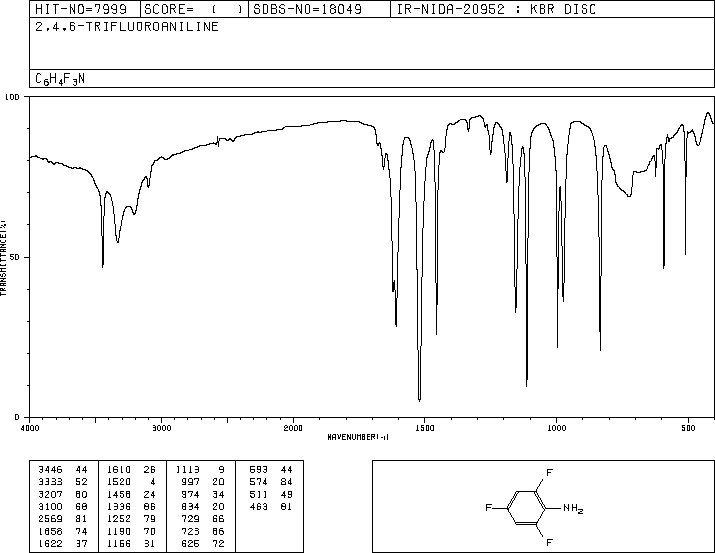 HIT-NO=7999 SCORE= ( ) SDBS-NO=18049 IR-NIDA-20952 : KBR DISC
2,4,6-TRIFLUOROANILINE
C6H4F3N
100
50
0
TRANSMITTANCE(%)
4000 3000 2000 1500 1000 500
WAVENUMBER(-1)
3446 44 1610 26 1113 9 593 44
3333 52 1520 4 997 20 574 84
3207 60 1458 24 974 34 511 49
3100 68 1336 86 834 20 463 81
2569 81 1252 79 729 66
1658 74 1190 70 723 66
1622 37 1156 31 625 72
F
F
NH2
F